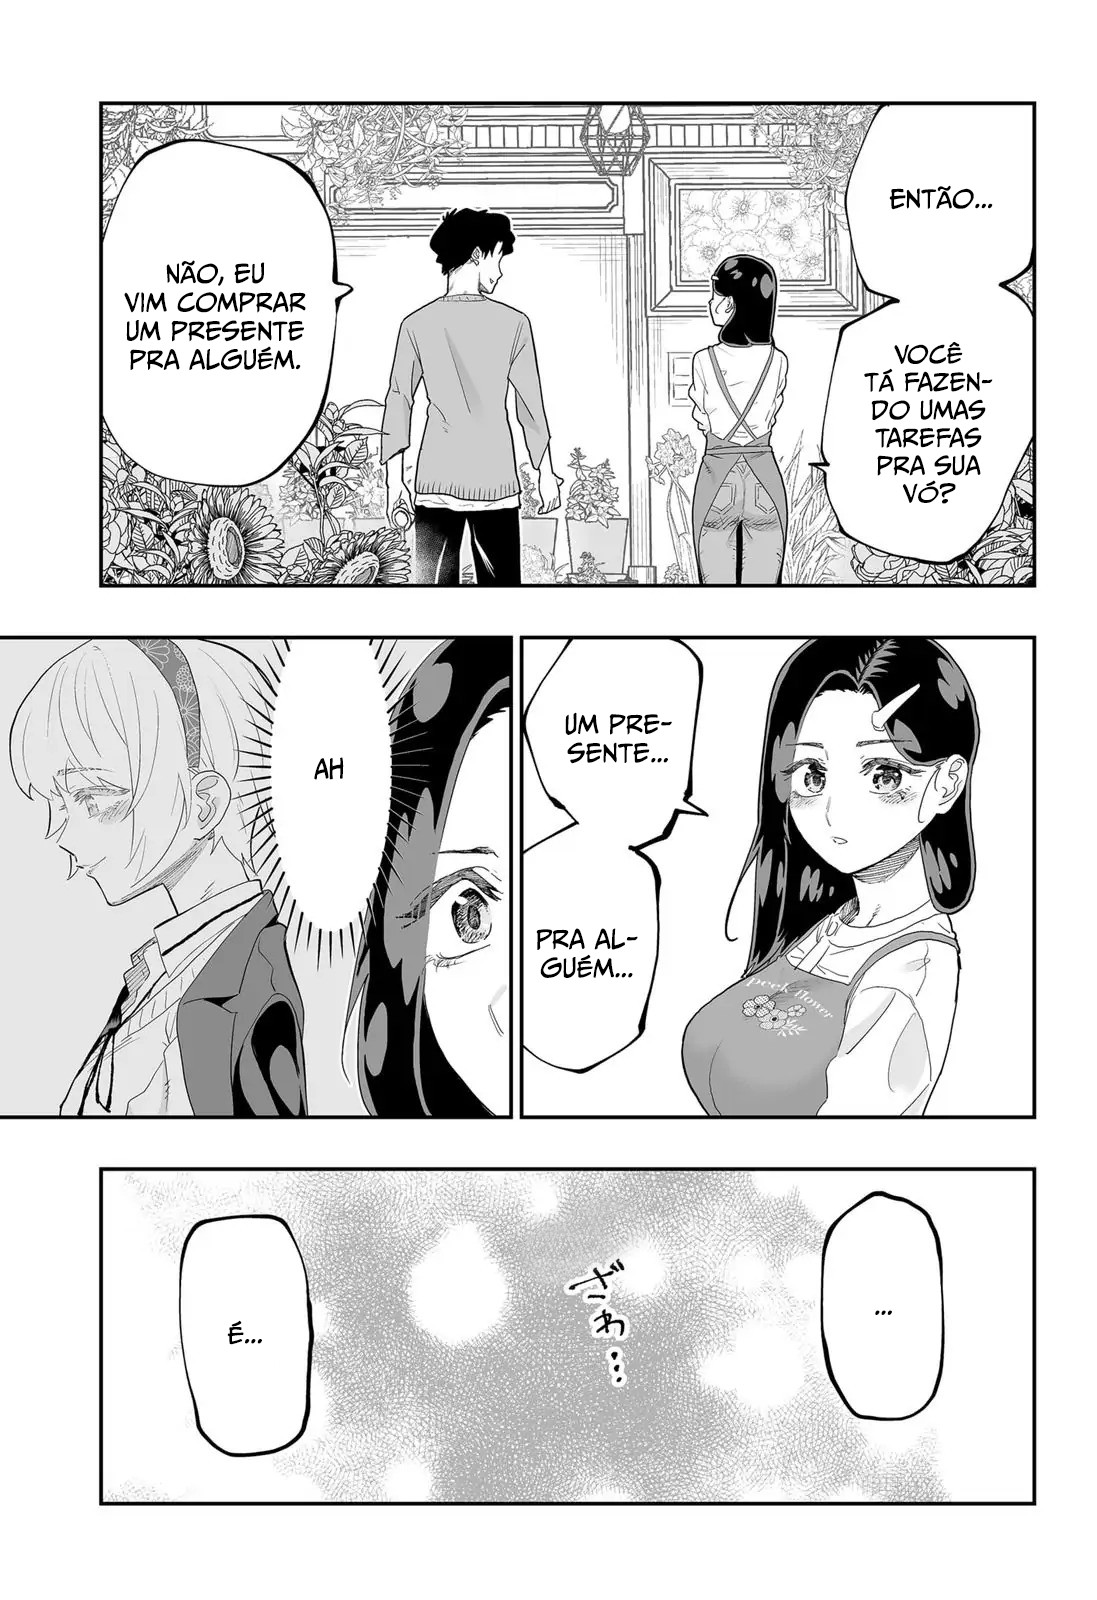 ENTÃO...
VOCÊ
TÁ FAZEN-
DO UMAS
TAREFAS
PRA SUA
VÓ?
NÃO, EU
VIM COMPRAR
UM PRESENTE
PRA ALGUÉM.
UM PRE-
SENTE...
PRA AL-
GUÉM...
peek flower
AH
...
ざわ...
É...